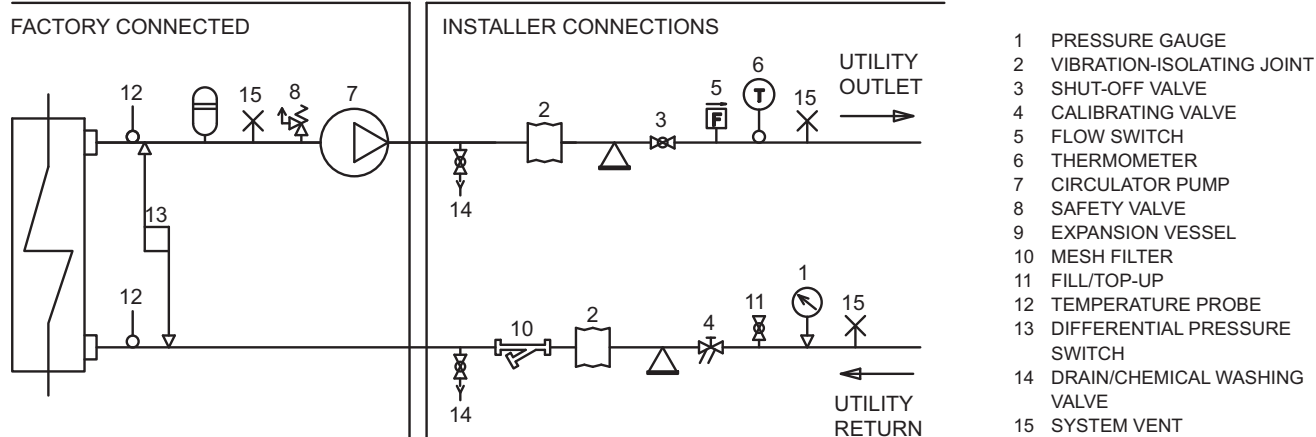 FACTORY CONNECTED
INSTALLER CONNECTIONS
12
15
8
7
2
3
5
F
6
T
15
UTILITY
OUTLET
14
13
12
10
2
4
11
1
15
14
UTILITY
RETURN
1 PRESSURE GAUGE
2 VIBRATION-ISOLATING JOINT
3 SHUT-OFF VALVE
4 CALIBRATING VALVE
5 FLOW SWITCH
6 THERMOMETER
7 CIRCULATOR PUMP
8 SAFETY VALVE
9 EXPANSION VESSEL
10 MESH FILTER
11 FILL/TOP-UP
12 TEMPERATURE PROBE
13 DIFFERENTIAL PRESSURE
SWITCH
14 DRAIN/CHEMICAL WASHING
VALVE
15 SYSTEM VENT